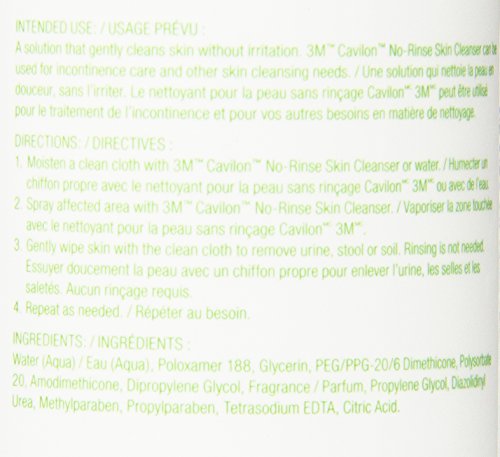 INTENDED USE: / USAGE PRÉVU :
A solution that gently cleans skin without irritation. 3M™ Cavilon™ No-Rinse Skin Cleanser can be
used for incontinence care and other skin cleansing needs. / Une solution qui nettoie la peau en
douceur, sans l'irriter. Le nettoyant pour la peau sans rinçage Cavilon™ 3M™ peut être utilisé
pour le traitement de l'incontinence et pour vos autres besoins en matière de nettoyage.
DIRECTIONS: / DIRECTIVES :
1. Moisten a clean cloth with 3M™ Cavilon™ No-Rinse Skin Cleanser or water. / Humecter un
chiffon propre avec le nettoyant pour la peau sans rinçage Cavilon™ 3M™ ou avec de l'eau.
2. Spray affected area with 3M™ Cavilon™ No-Rinse Skin Cleanser. / Vaporiser la zone touchée
avec le nettoyant pour la peau sans rinçage Cavilon™ 3M™.
3. Gently wipe skin with the clean cloth to remove urine, stool or soil. Rinsing is not needed.
Essuyer doucement la peau avec un chiffon propre pour enlever l'urine, les selles et les
saletés. Aucun rinçage requis.
4. Repeat as needed. / Répéter au besoin.
INGREDIENTS: / INGRÉDIENTS :
Water (Aqua) / Eau (Aqua), Poloxamer 188, Glycerin, PEG/PPG-20/6 Dimethicone, Polysorbate
20, Amodimethicone, Dipropylene Glycol, Fragrance / Parfum, Propylene Glycol, Diazolidinyl
Urea, Methylparaben, Propylparaben, Tetrasodium EDTA, Citric Acid.